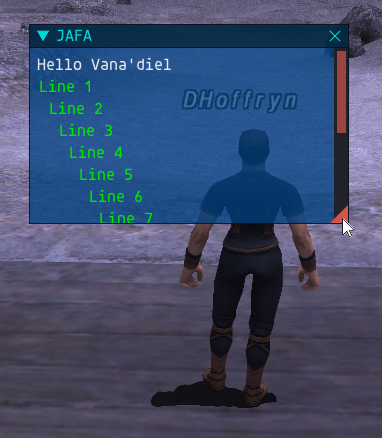 JAFA
Hello Vana'diel
Line 1
DHoffryn
Line 2
Line 3
Line 4
Line 5
Line 6
Line 7